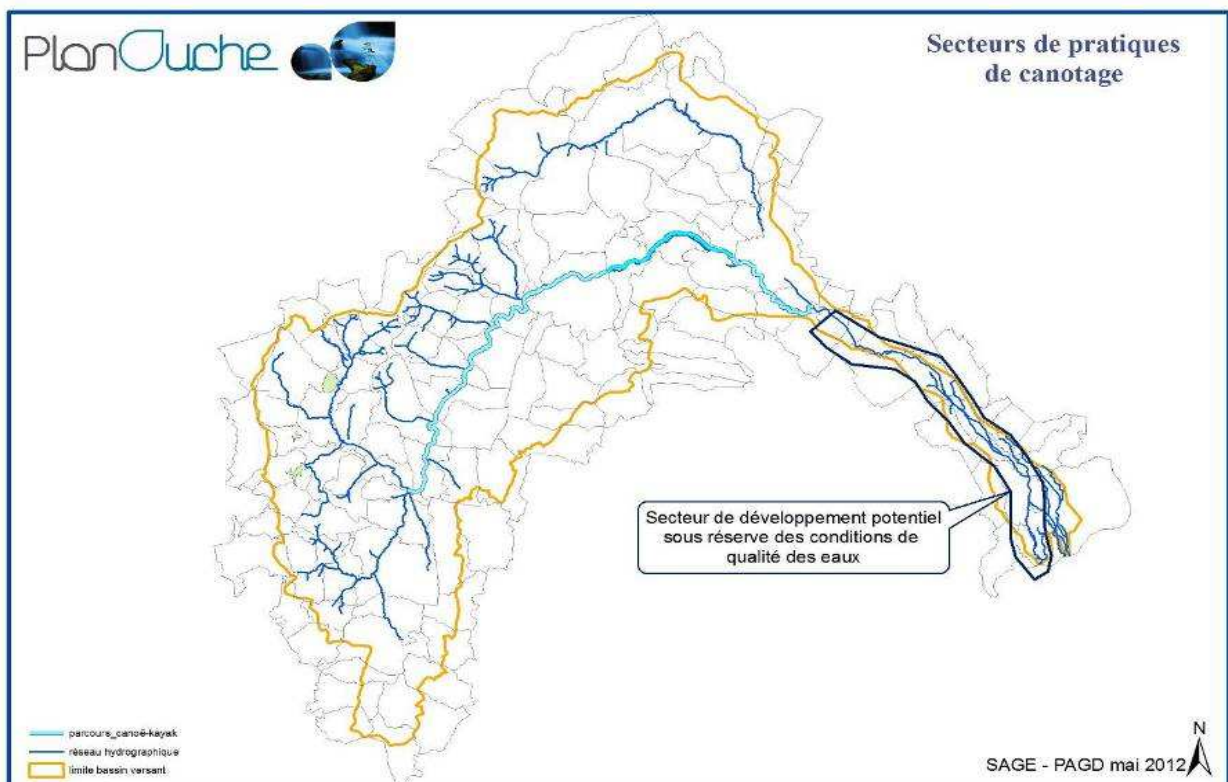 PlanOuche
Secteurs de pratiques
de canotage
Secteur de développement potentiel
sous réserve des conditions de
qualité des eaux
parcours_canoë-kayak
réseau hydrographique
limite bassin versant
N
SAGE - PAGD mai 2012